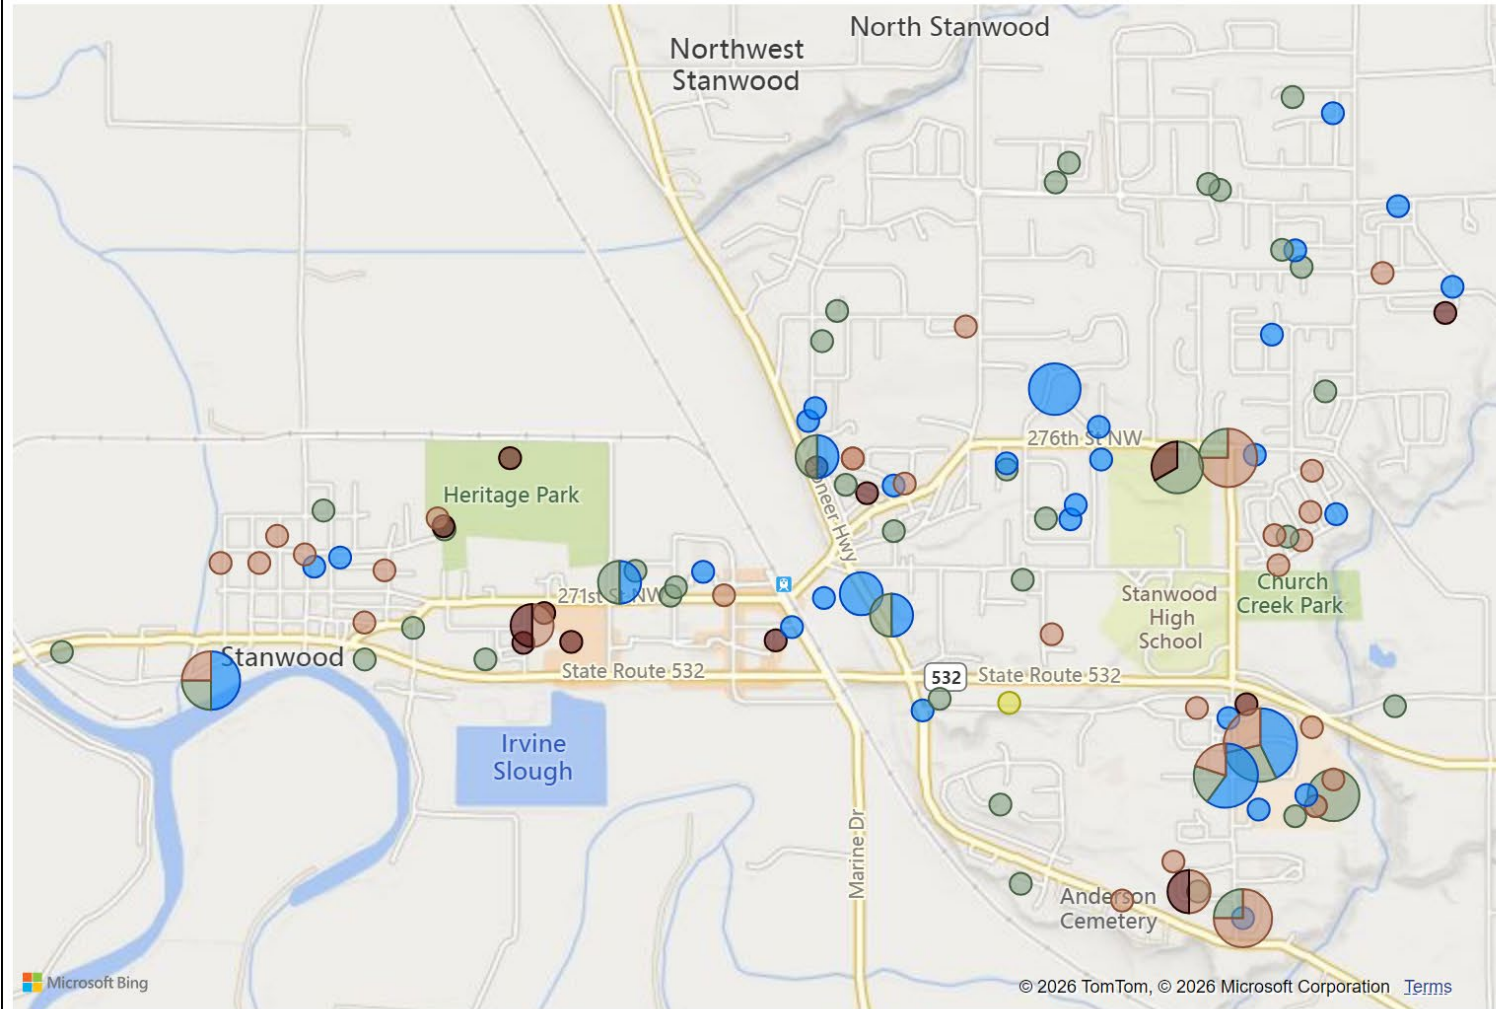 North Stanwood
Northwest
Stanwood
276th St NW
Heritage Park
Pioneer Hwy
271st St NW
Church
Creek Park
Stanwood
High
School
Stanwood
State Route 532
532
State Route 532
Irvine
Slough
Marine Dr
Anderson
Cemetery
Microsoft Bing
© 2026 TomTom, © 2026 Microsoft Corporation Terms